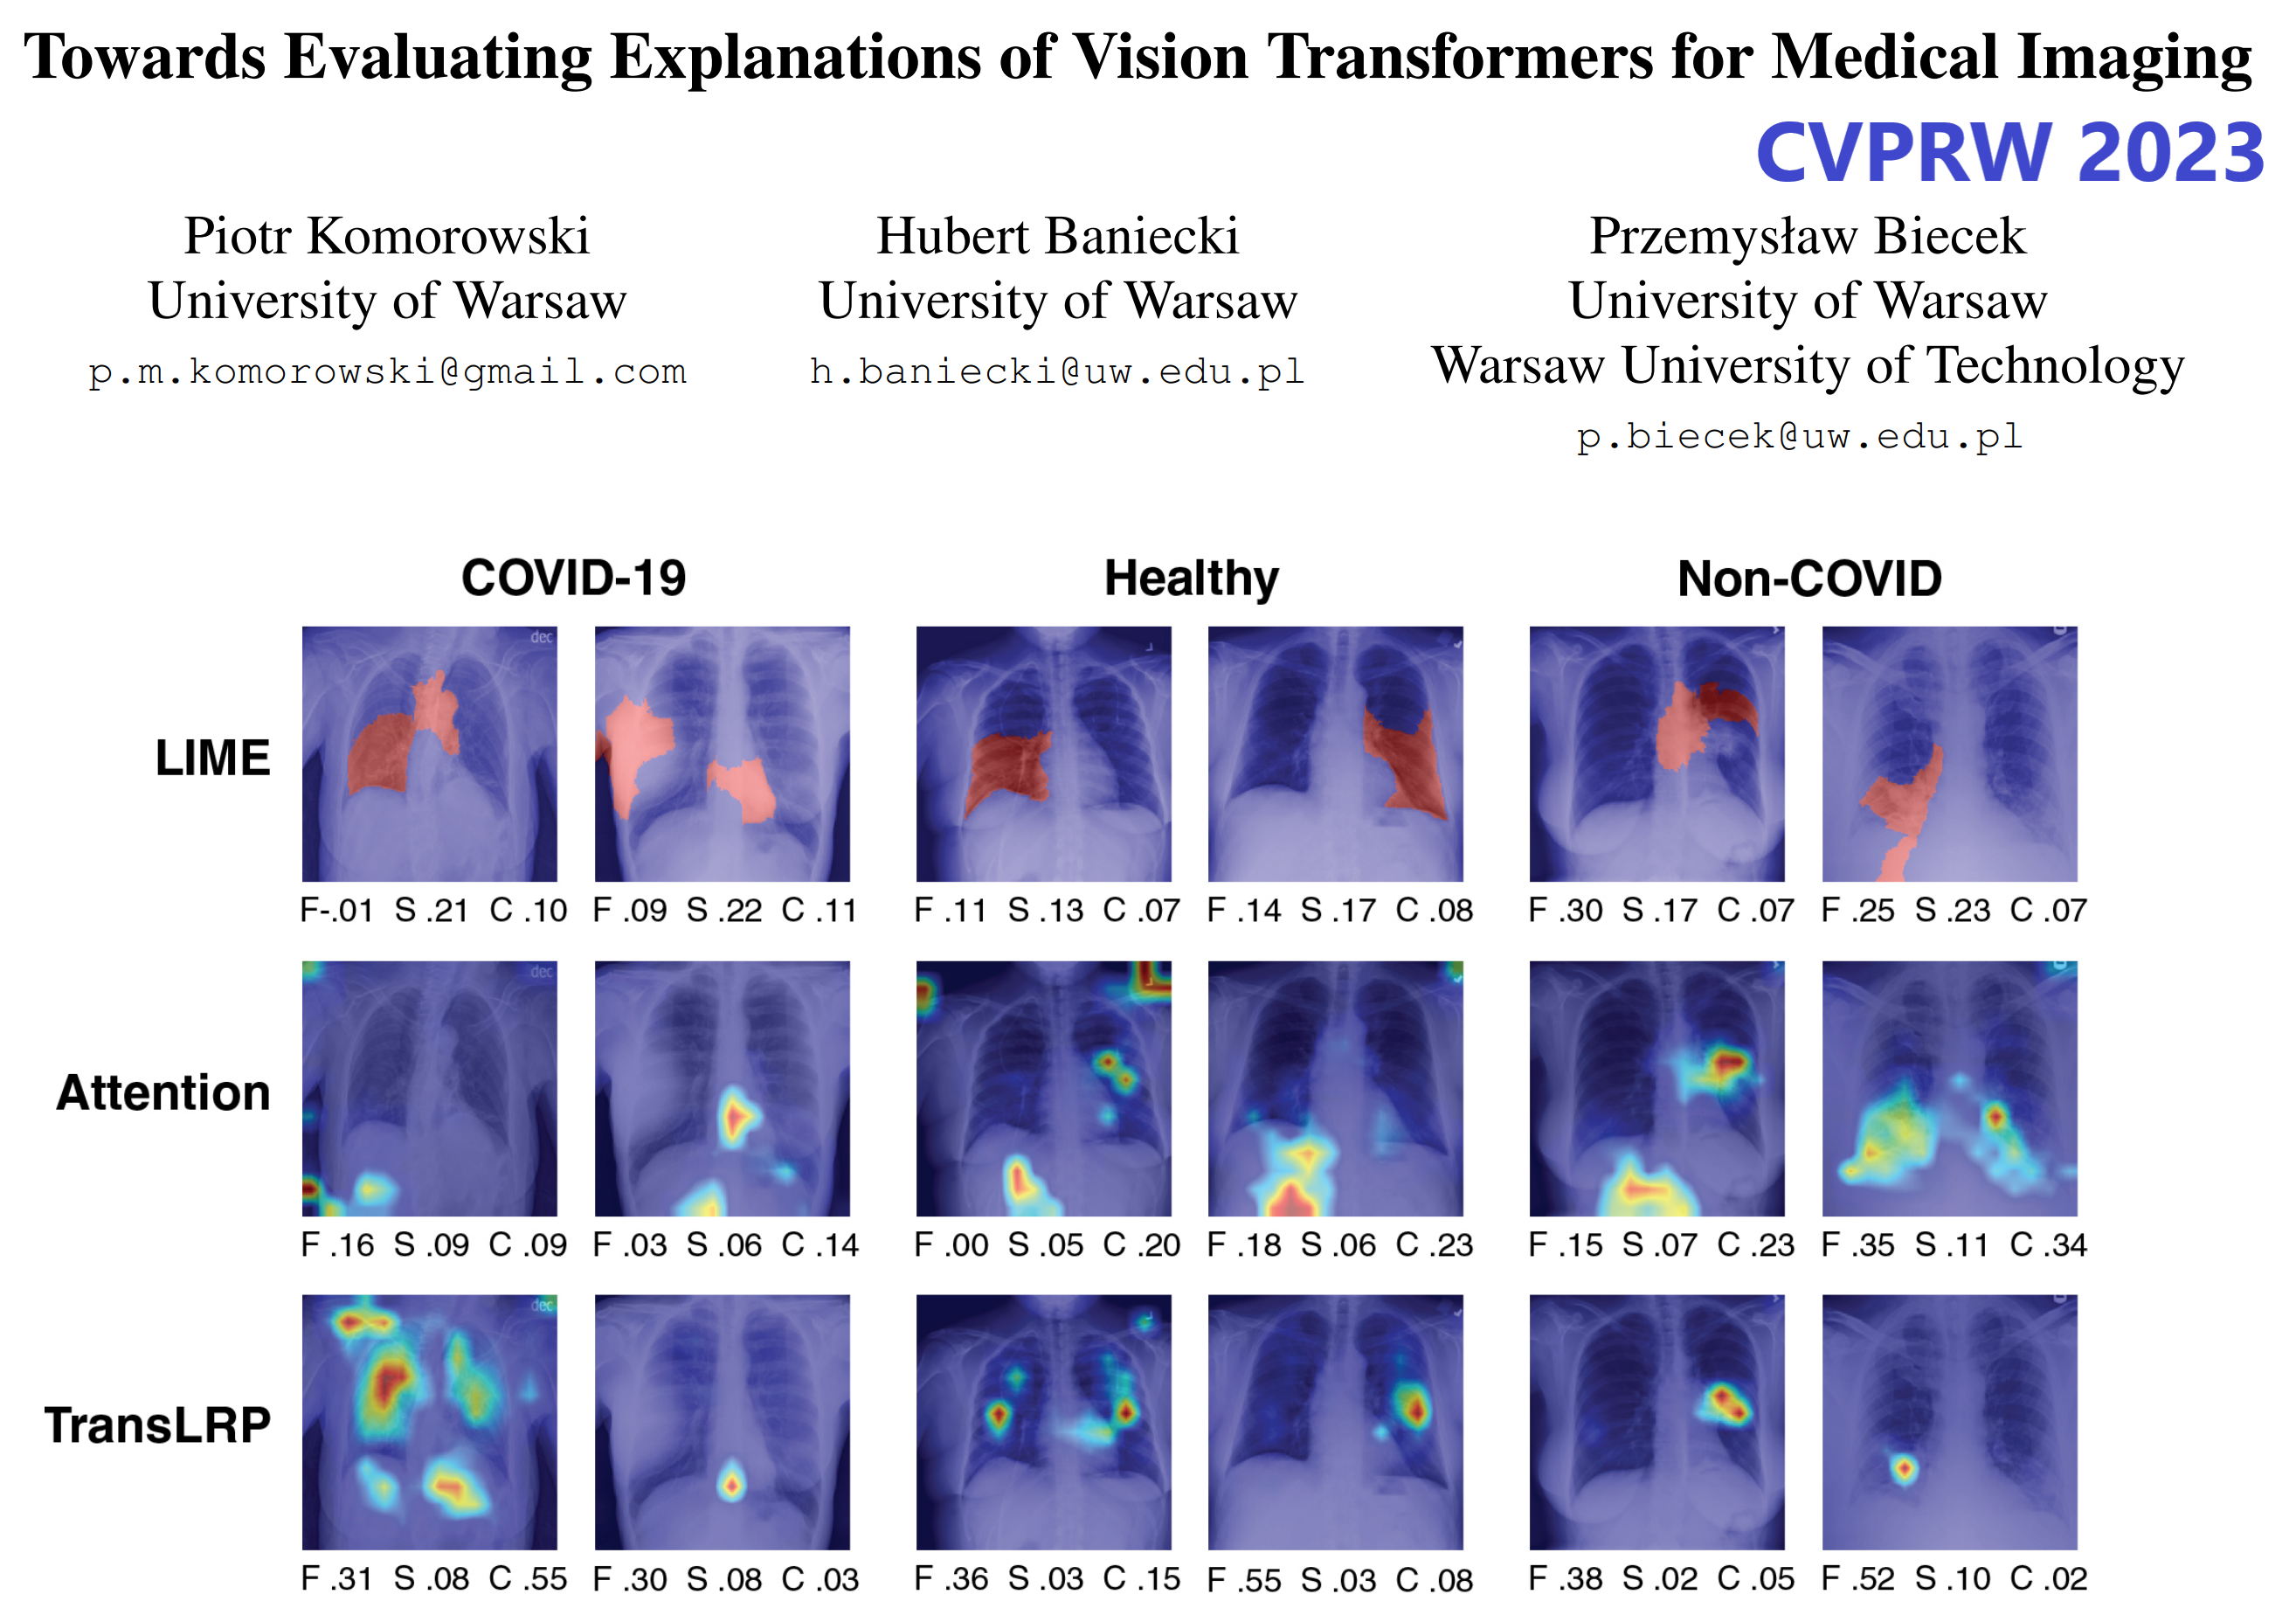 Towards Evaluating Explanations of Vision Transformers for Medical Imaging
CVPRW 2023
Piotr Komorowski
University of Warsaw
p.m.komorowski@gmail.com
Hubert Baniecki
University of Warsaw
h.baniecki@uw.edu.pl
Przemysław Biecek
University of Warsaw
Warsaw University of Technology
p.biecek@uw.edu.pl
COVID-19 Healthy Non-COVID
LIME
dec
F-.01 S .21 C .10 F .09 S .22 C .11 F .11 S .13 C .07 F .14 S .17 C .08 F .30 S .17 C .07 F .25 S .23 C .07
Attention
dec
F .16 S .09 C .09 F .03 S .06 C .14 F .00 S .05 C .20 F .18 S .06 C .23 F .15 S .07 C .23 F .35 S .11 C .34
TransLRP
dec
F .31 S .08 C .55 F .30 S .08 C .03 F .36 S .03 C .15 F .55 S .03 C .08 F .38 S .02 C .05 F .52 S .10 C .02